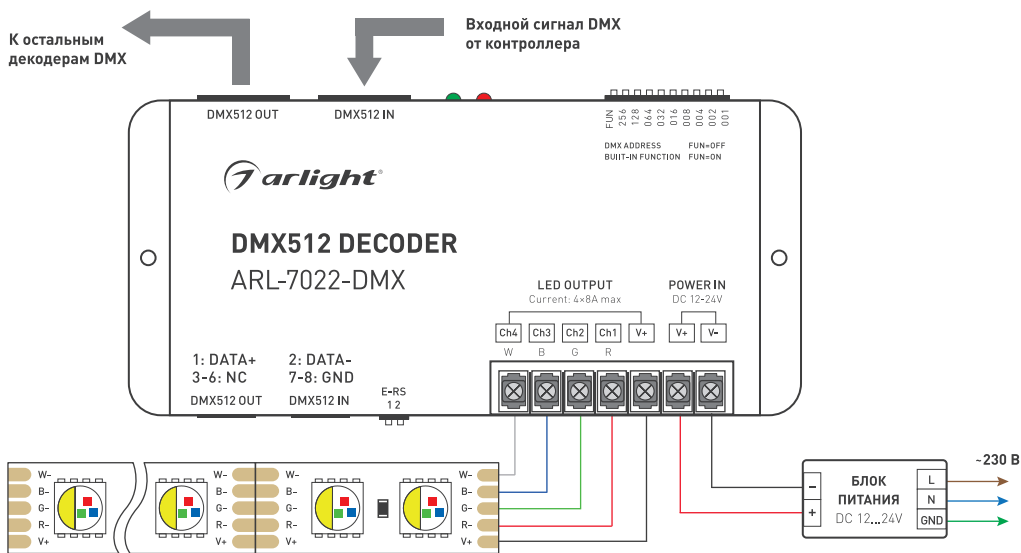 К остальным
декодерам DMX
Входной сигнал DMX
от контроллера
DMX512 OUT
DMX512 IN
FUN
256
128
064
032
016
008
004
002
001
DMX ADDRESS FUN=OFF
BUIIT-IN FUNCTION FUN=ON
arlight®
DMX512 DECODER
ARL-7022-DMX
LED OUTPUT
Current: 4×8A max
POWER IN
DC 12-24V
Ch4 Ch3 Ch2 Ch1 V+ V+ V-
W B G R
1: DATA+ 2: DATA-
3-6: NC 7-8: GND
DMX512 OUT DMX512 IN
E-RS
1 2
W- W- W- W-
B- B- B- B-
G- G- G- G-
R- R- R- R-
V+ V+ V+ V+
~230 В
БЛОК
ПИТАНИЯ
DC 12...24V
-
+
L
N
GND